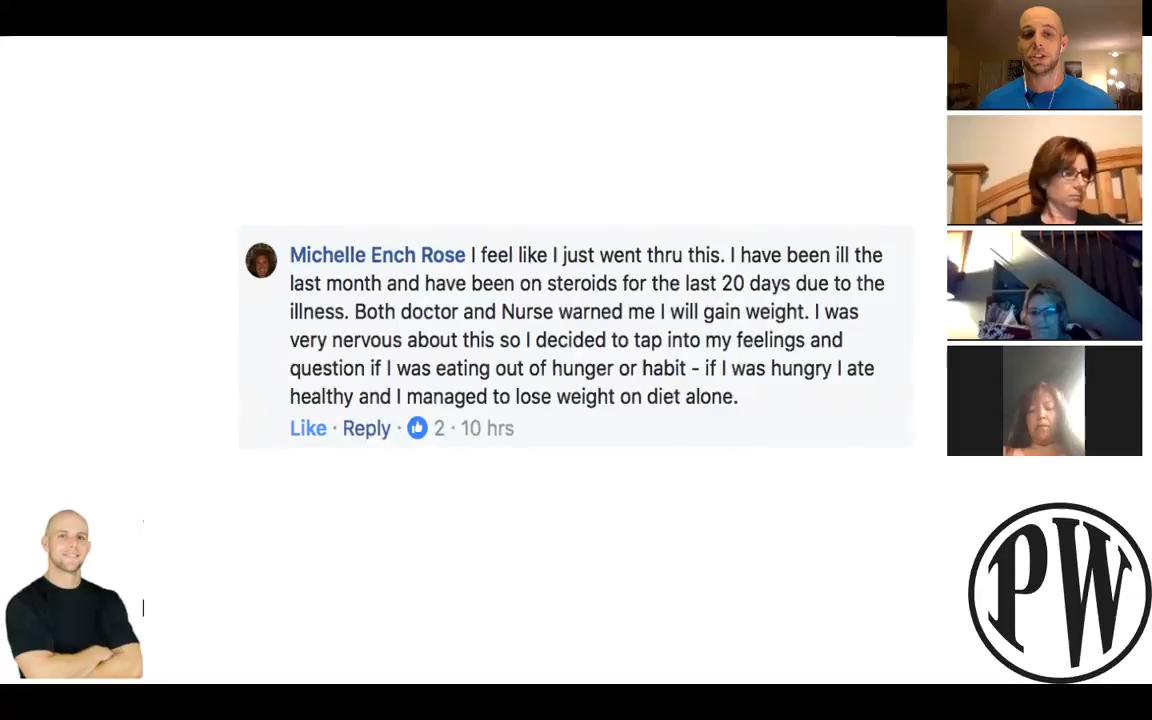 Michelle Ench Rose I feel like I just went thru this. I have been ill the
last month and have been on steroids for the last 20 days due to the
illness. Both doctor and Nurse warned me I will gain weight. I was
very nervous about this so I decided to tap into my feelings and
question if I was eating out of hunger or habit - if I was hungry I ate
healthy and I managed to lose weight on diet alone.
Like · Reply · 2 · 10 hrs
PW